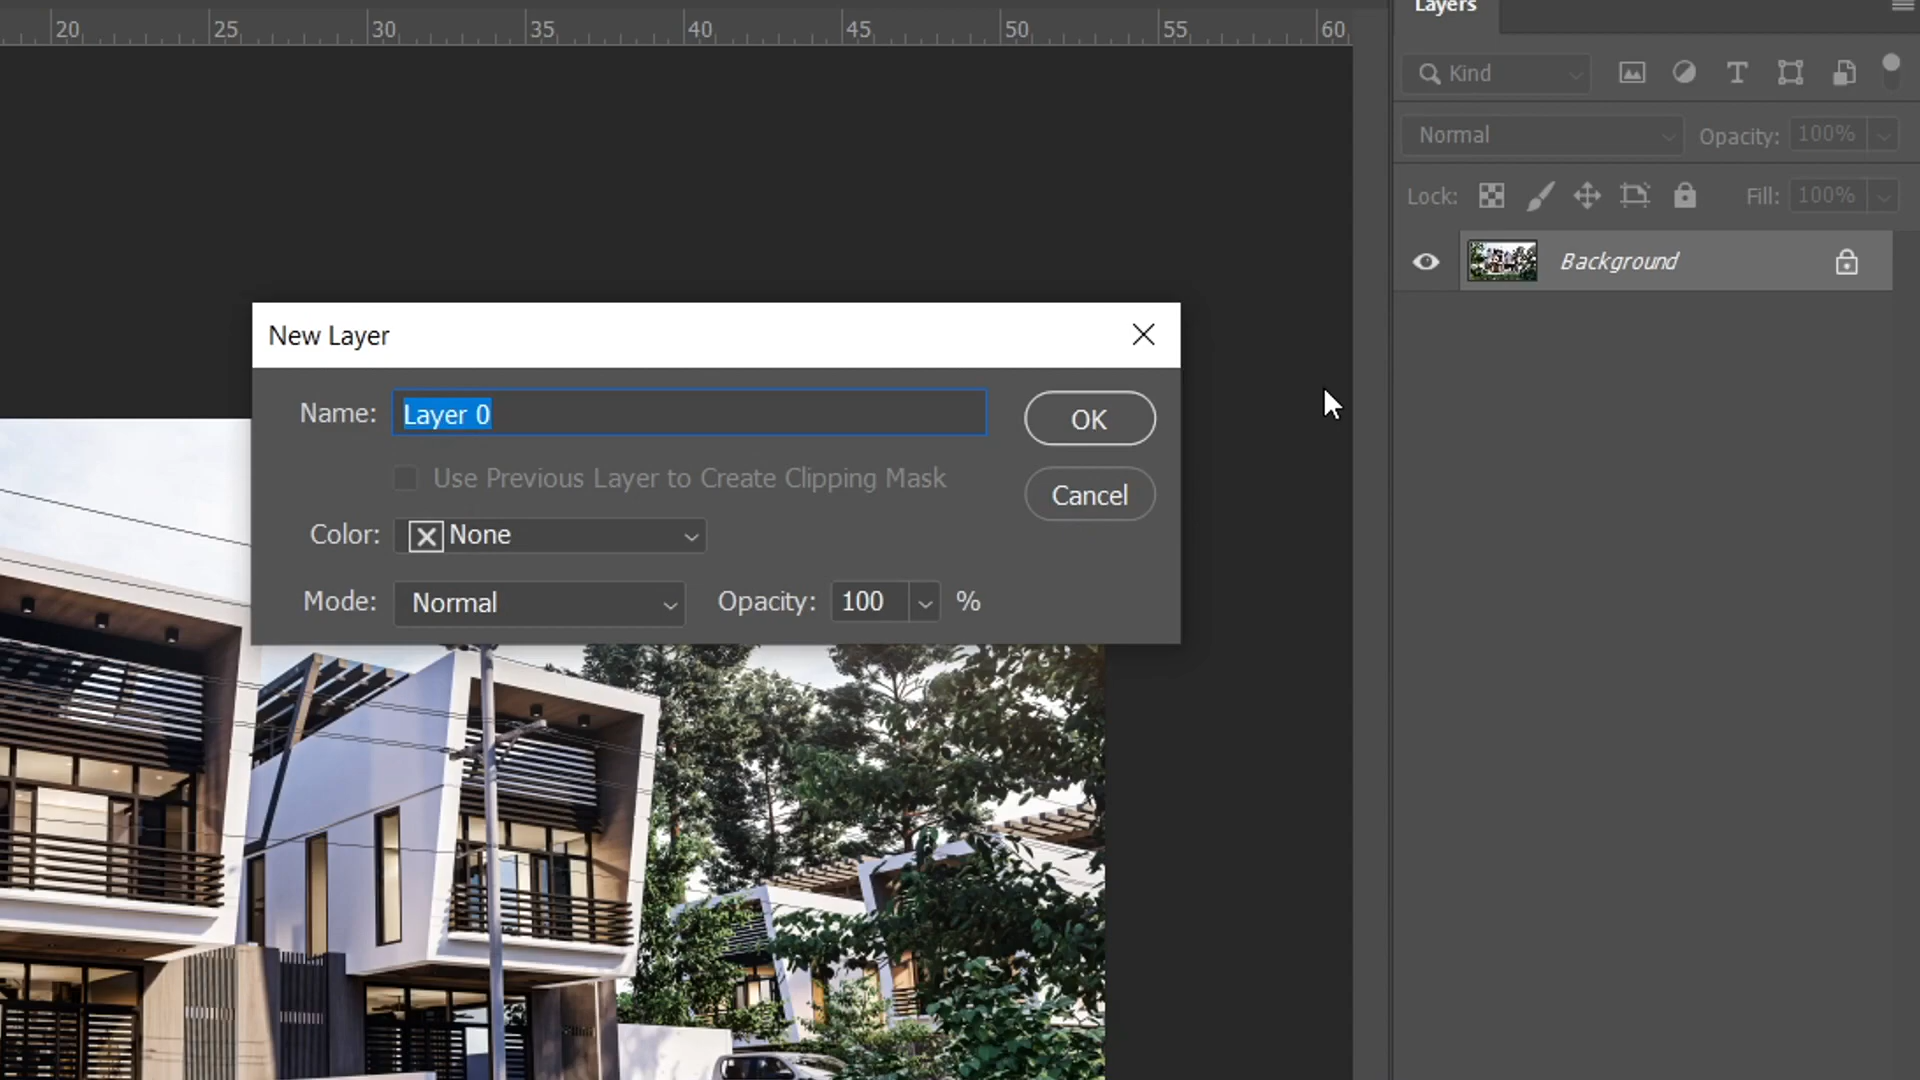 20 25 30 35 40 45 50 55 60
Layers
Kind
Normal Opacity: 100%
Lock: Fill: 100%
Background
New Layer
Name: Layer 0
OK
Use Previous Layer to Create Clipping Mask
Cancel
Color: None
Mode: Normal Opacity: 100 %